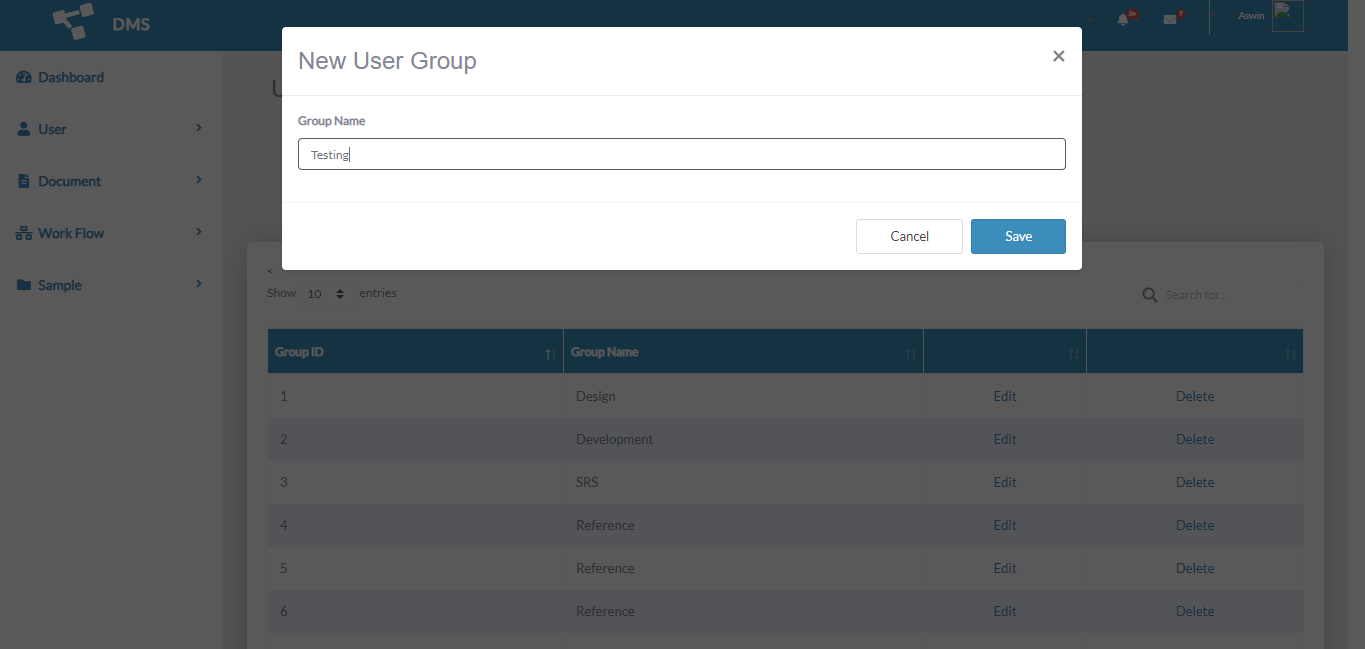 DMS
3+
7
Aswin
Dashboard
User
Document
Work Flow
Sample
New User Group
×
Group Name
Testing
Cancel
Save
<
Show 10 entries
Search for...
Group ID Group Name
1 Design Edit Delete
2 Development Edit Delete
3 SRS Edit Delete
4 Reference Edit Delete
5 Reference Edit Delete
6 Reference Edit Delete